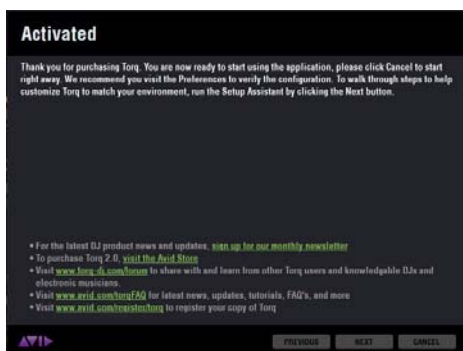 Activated
Thank you for purchasing Torq. You are now ready to start using the application, please click Cancel to start
right away. We recommend you visit the Preferences to verify the configuration. To walk through steps to help
customize Torq to match your environment, run the Setup Assistant by clicking the Next button.
• For the latest DJ product news and updates, sign up for our monthly newsletter
• To purchase Torq 2.0, visit the Avid Store
• Visit www.torq-dj.com/forum to share with and learn from other Torq users and knowledgable DJs and
electronic musicians.
• Visit www.avid.com/torqFAQ for latest news, updates, tutorials, FAQ's, and more
• Visit www.avid.com/register/torq to register your copy of Torq
AVID PREVIOUS NEXT CANCEL